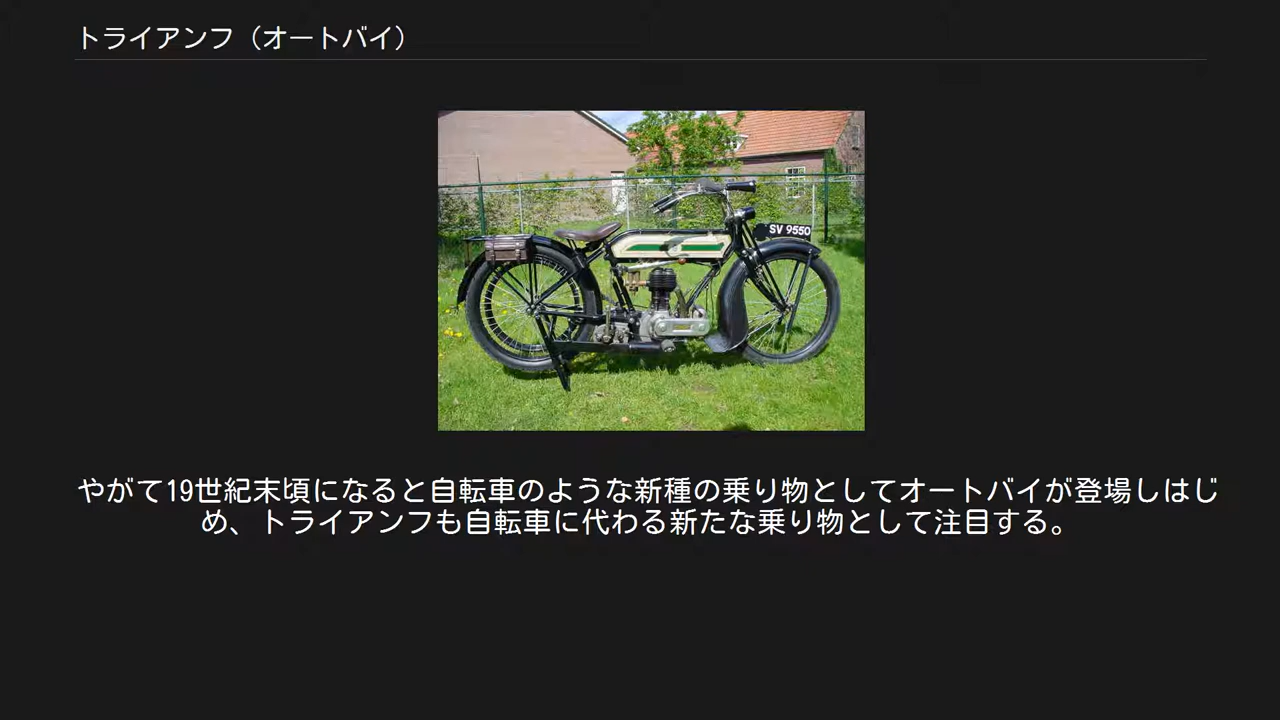 トライアンフ（オートバイ）
SV 9550
やがて19世紀末頃になると自転車のような新種の乗り物としてオートバイが登場しはじ
め、トライアンフも自転車に代わる新たな乗り物として注目する。